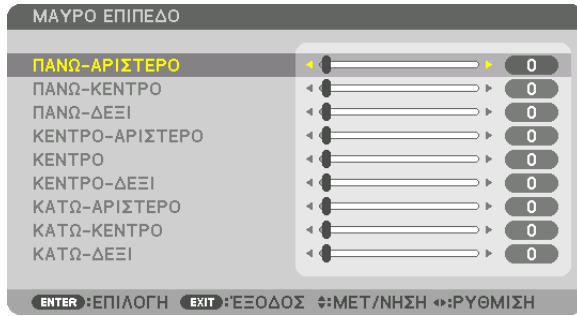 ΜΑΥΡΟ ΕΠΙΠΕΔΟ
ΠΑΝΩ-ΑΡΙΣΤΕΡΟ 0
ΠΑΝΩ-ΚΕΝΤΡΟ 0
ΠΑΝΩ-ΔΕΞΙ 0
ΚΕΝΤΡΟ-ΑΡΙΣΤΕΡΟ 0
ΚΕΝΤΡΟ 0
ΚΕΝΤΡΟ-ΔΕΞΙ 0
ΚΑΤΩ-ΑΡΙΣΤΕΡΟ 0
ΚΑΤΩ-ΚΕΝΤΡΟ 0
ΚΑΤΩ-ΔΕΞΙ 0
ENTER :ΕΠΙΛΟΓΗ EXIT :ΈΞΟΔΟΣ :ΜΕΤ/ΝΗΣΗ :ΡΥΘΜΙΣΗ